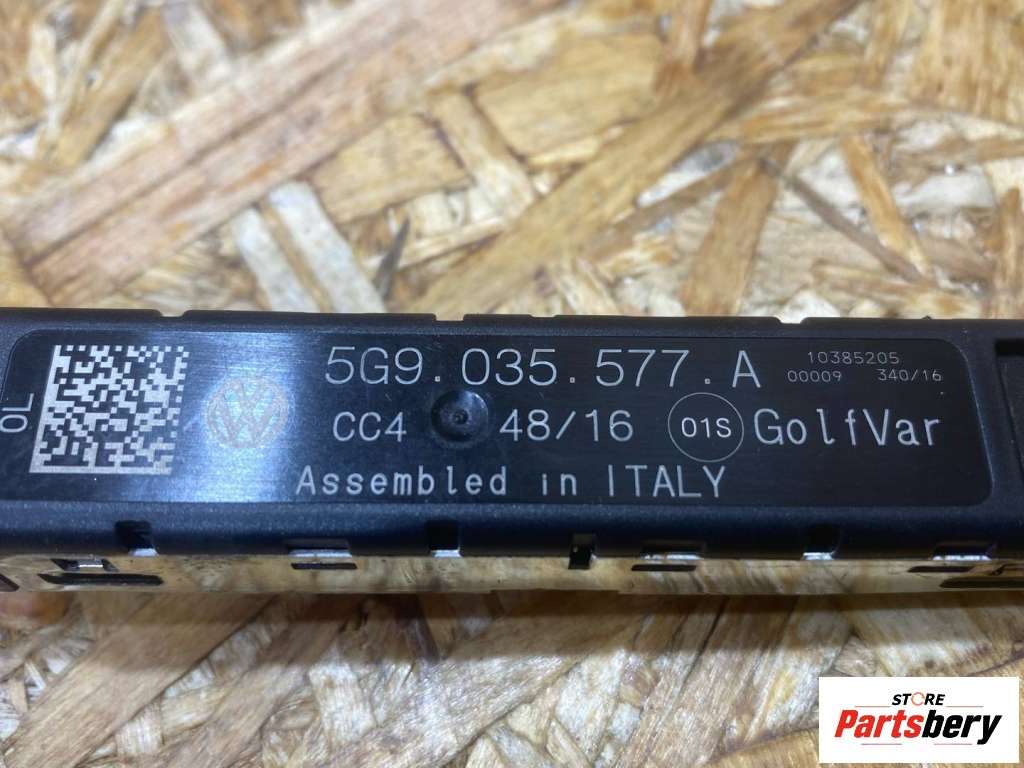 OL
5G9.035.577.A
10385205
00009 340/16
CC4 48/16 01S GolfVar
Assembled in ITALY
STORE
Partsbery